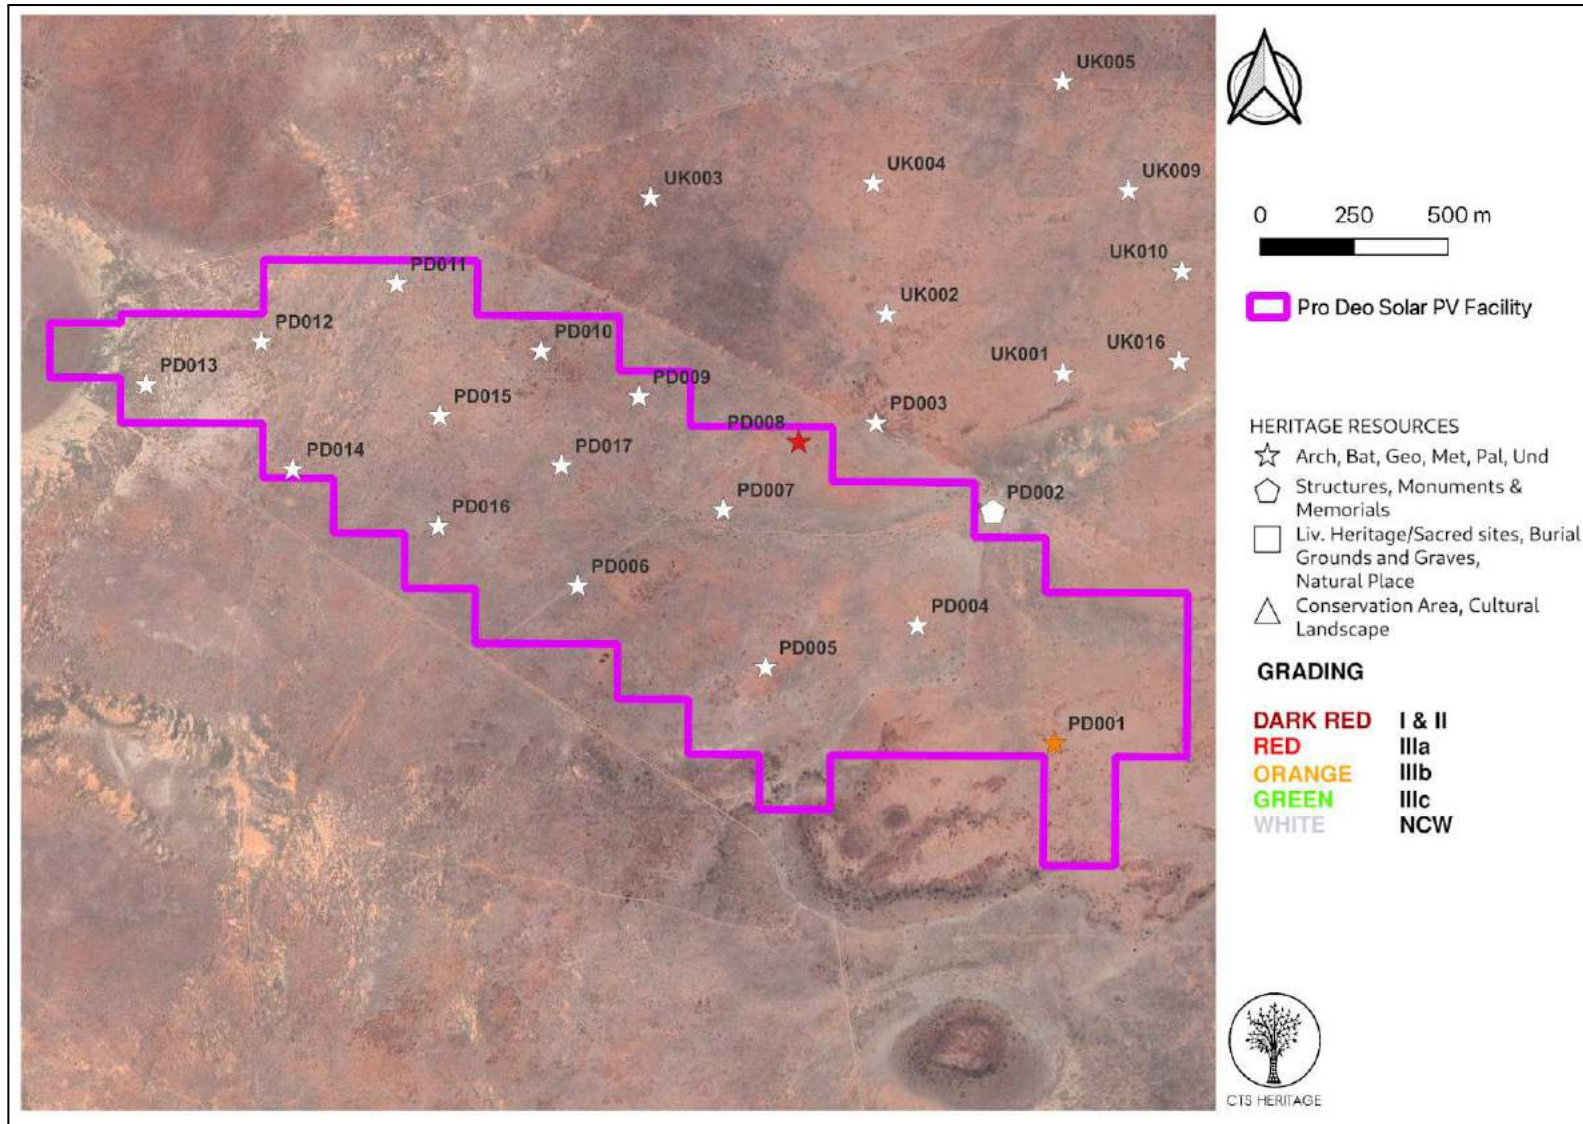 UK005
UK004
UK009
UK003
UK010
PD011
UK002
PD012
PD010
UK001
UK016
PD013
PD009
PD015
PD003
PD008
PD014
PD017
PD007
PD002
PD016
PD006
PD004
PD005
PD001
0 250 500 m
Pro Deo Solar PV Facility
HERITAGE RESOURCES
Arch, Bat, Geo, Met, Pal, Und
Structures, Monuments &
Memorials
Liv. Heritage/Sacred sites, Burial
Grounds and Graves,
Natural Place
Conservation Area, Cultural
Landscape
GRADING
DARK RED I & II
RED IIIa
ORANGE IIIb
GREEN IIIc
WHITE NCW
CTS HERITAGE